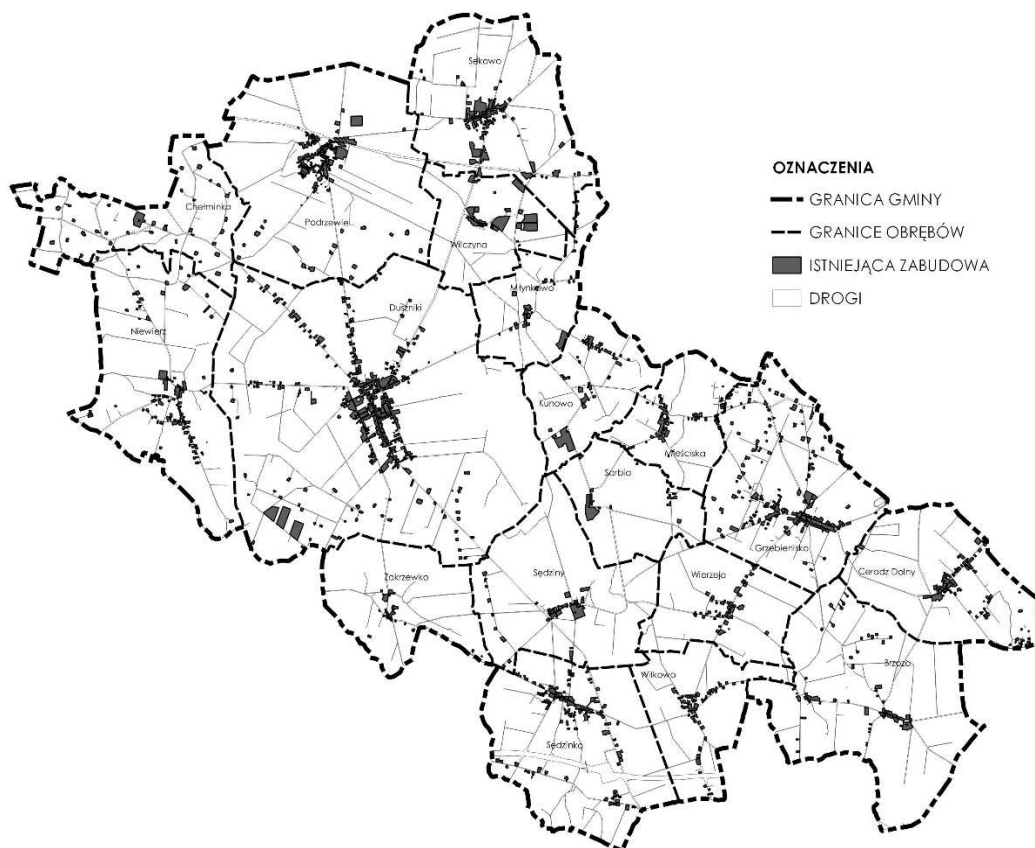 Sękowo
OZNACZENIA
GRANICA GMINY
GRANICE OBRĘBÓW
ISTNIEJĄCA ZABUDOWA
DROGI
Chełminko
Podrzewie
Wilczyna
Młynkowo
Duszniki
Niewierz
Kunowo
Mieściska
Sarbia
Grzebienisko
Ceradz Dolny
Zakrzewko
Sędziny
Wierzeja
Brzoza
Wilkowo
Sędzinko